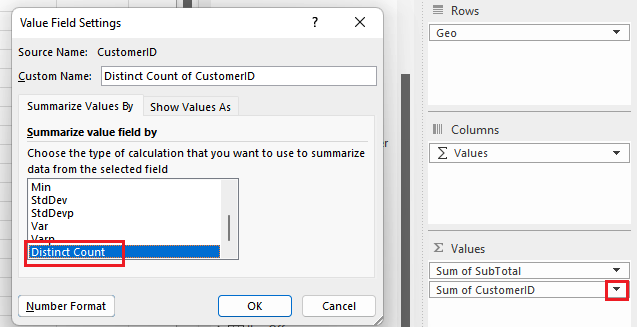 Value Field Settings
?
Source Name: CustomerID
Custom Name: Distinct Count of CustomerID
Summarize Values By
Show Values As
Summarize value field by
Choose the type of calculation that you want to use to summarize
data from the selected field
Min
StdDev
StdDevp
Var
Varp
Distinct Count
Number Format
OK
Cancel
Rows
Geo
Columns
Σ Values
Σ Values
Sum of SubTotal
Sum of CustomerID